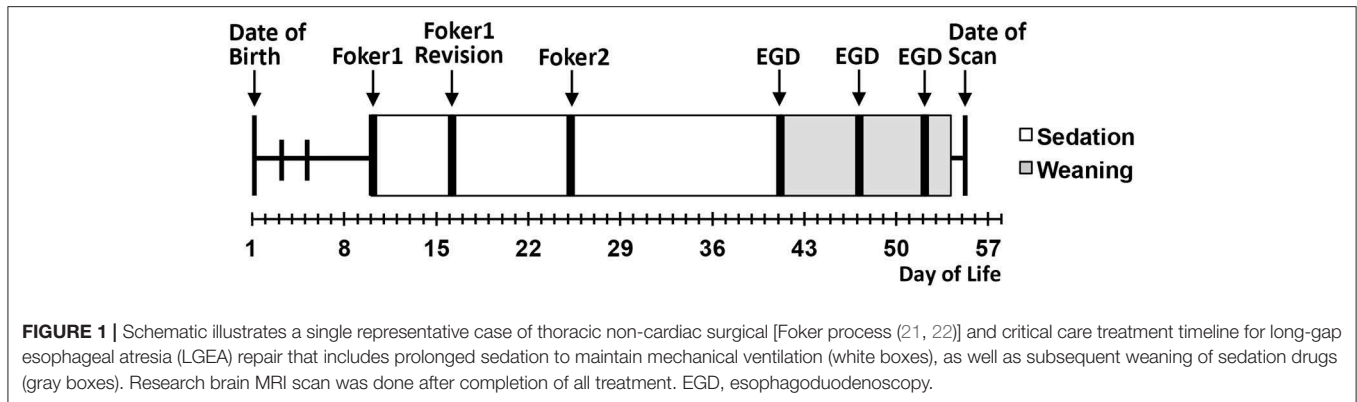 Date of Birth
Foker1
Foker1 Revision
Foker2
EGD
EGD
EGD
Date of Scan
Sedation
Weaning
1 8 15 22 29 36 43 50 57
Day of Life
FIGURE 1 | Schematic illustrates a single representative case of thoracic non-cardiac surgical [Foker process (21, 22)] and critical care treatment timeline for long-gap
esophageal atresia (LGEA) repair that includes prolonged sedation to maintain mechanical ventilation (white boxes), as well as subsequent weaning of sedation drugs
(gray boxes). Research brain MRI scan was done after completion of all treatment. EGD, esophagoduodenoscopy.